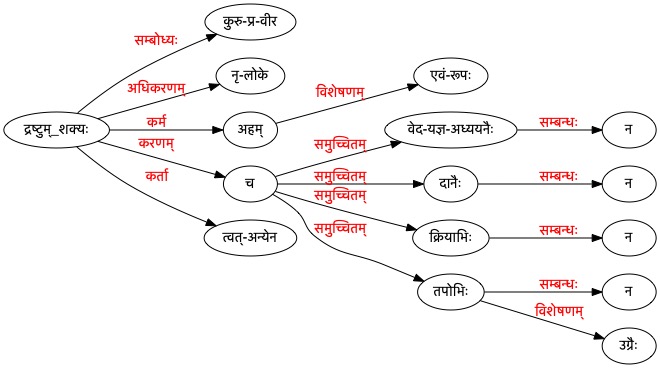 कुरु-प्र-वीर
सम्बोध्यः
नृ-लोके
एवं-रूपः
अधिकरणम्
विशेषणम्
द्रष्टुम्_शक्यः
कर्म
अहम्
वेद-यज्ञ-अध्ययनैः
सम्बन्धः
न
करणम्
समुच्चितम्
कर्ता
च
समुच्चितम्
दानैः
सम्बन्धः
न
समुच्चितम्
त्वत्-अन्येन
समुच्चितम्
क्रियाभिः
सम्बन्धः
न
तपोभिः
सम्बन्धः
न
विशेषणम्
उग्रैः